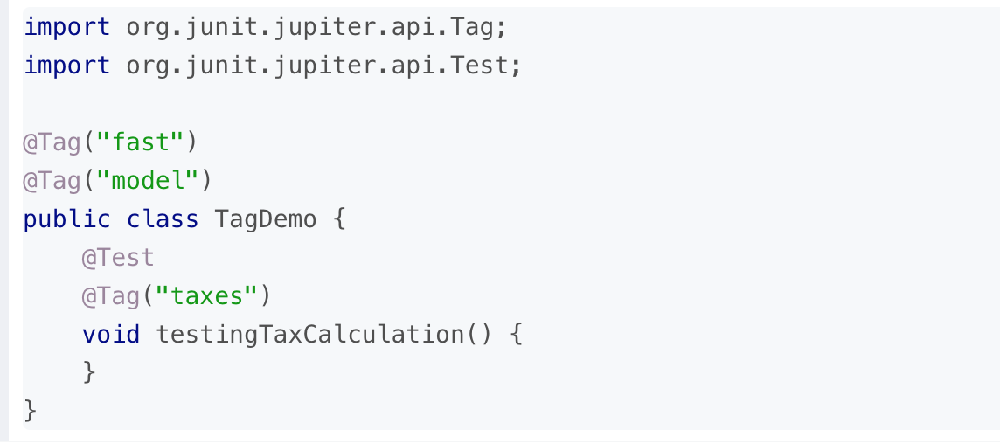 import org.junit.jupiter.api.Tag;
import org.junit.jupiter.api.Test;

@Tag("fast")
@Tag("model")
public class TagDemo {
    @Test
    @Tag("taxes")
    void testingTaxCalculation() {
    }
}